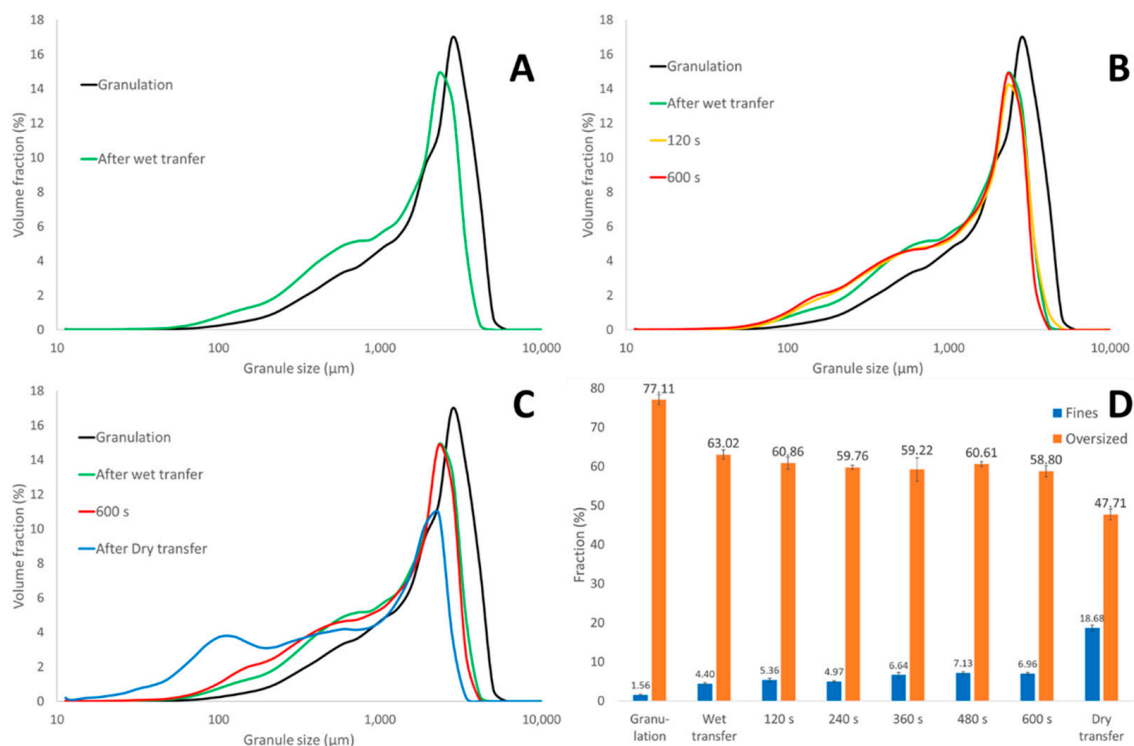 A
Granulation
After wet tranfer
Volume fraction (%)
18
16
14
12
10
8
6
4
2
0
10
100
1,000
10,000
Granule size (µm)
B
Granulation
After wet tranfer
120 s
600 s
Volume fraction (%)
18
16
14
12
10
8
6
4
2
0
10
100
1,000
10,000
Granule size (µm)
C
Granulation
After wet tranfer
600 s
After Dry transfer
Volume fraction (%)
18
16
14
12
10
8
6
4
2
0
10
100
1,000
10,000
Granule size (µm)
D
Fines
Oversized
Fraction (%)
80
70
60
50
40
30
20
10
0
77.11
63.02
60.86
59.76
59.22
60.61
58.80
47.71
1.56
4.40
5.36
4.97
6.64
7.13
6.96
18.68
Granu-
lation
Wet
transfer
120 s
240 s
360 s
480 s
600 s
Dry
transfer